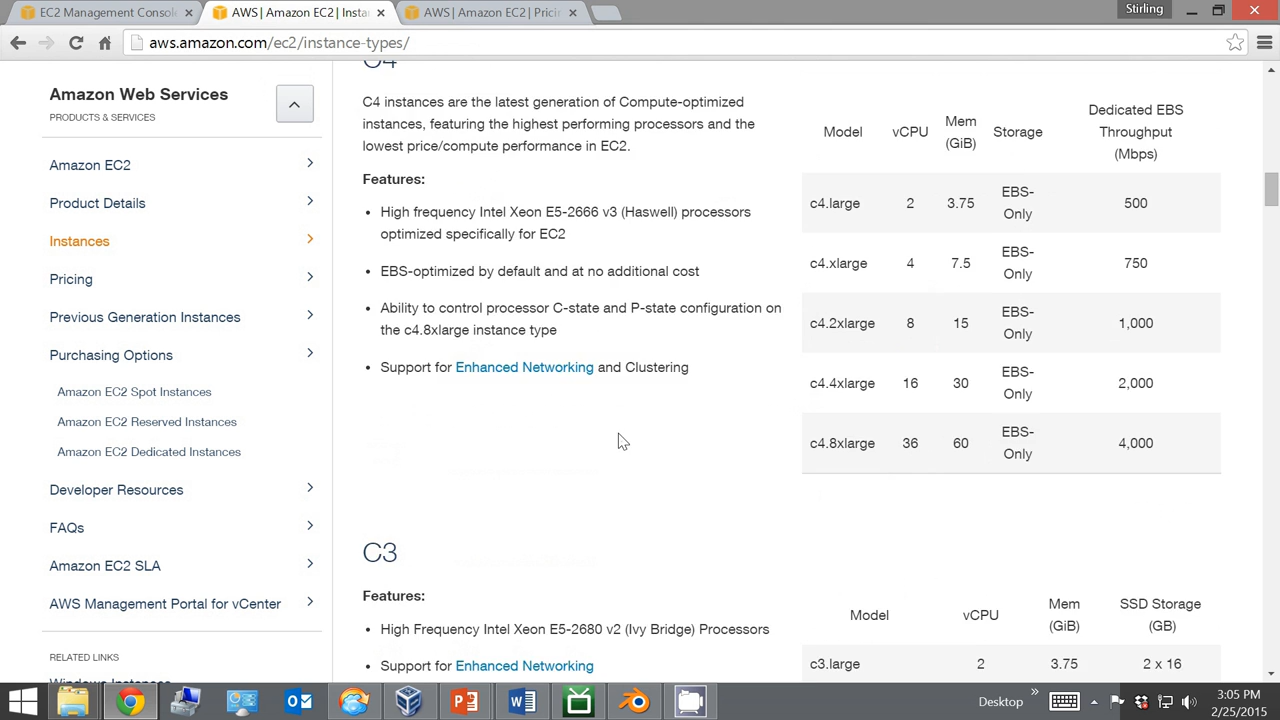 EC2 Management Consol
AWS | Amazon EC2 | Insta
AWS | Amazon EC2 | Prici
Stirling
aws.amazon.com/ec2/instance-types/
Amazon Web Services
PRODUCTS & SERVICES
Amazon EC2
Product Details
Instances
Pricing
Previous Generation Instances
Purchasing Options
Amazon EC2 Spot Instances
Amazon EC2 Reserved Instances
Amazon EC2 Dedicated Instances
Developer Resources
FAQs
Amazon EC2 SLA
AWS Management Portal for vCenter
RELATED LINKS
Windows Instances
C4
C4 instances are the latest generation of Compute-optimized
instances, featuring the highest performing processors and the
lowest price/compute performance in EC2.
Features:
• High frequency Intel Xeon E5-2666 v3 (Haswell) processors
optimized specifically for EC2
• EBS-optimized by default and at no additional cost
• Ability to control processor C-state and P-state configuration on
the c4.8xlarge instance type
• Support for Enhanced Networking and Clustering
Model vCPU Mem (GiB) Storage Dedicated EBS Throughput (Mbps)
c4.large 2 3.75 EBS-Only 500
c4.xlarge 4 7.5 EBS-Only 750
c4.2xlarge 8 15 EBS-Only 1,000
c4.4xlarge 16 30 EBS-Only 2,000
c4.8xlarge 36 60 EBS-Only 4,000
C3
Features:
• High Frequency Intel Xeon E5-2680 v2 (Ivy Bridge) Processors
• Support for Enhanced Networking
Model vCPU Mem (GiB) SSD Storage (GB)
c3.large 2 3.75 2 x 16
Desktop
3:05 PM
2/25/2015